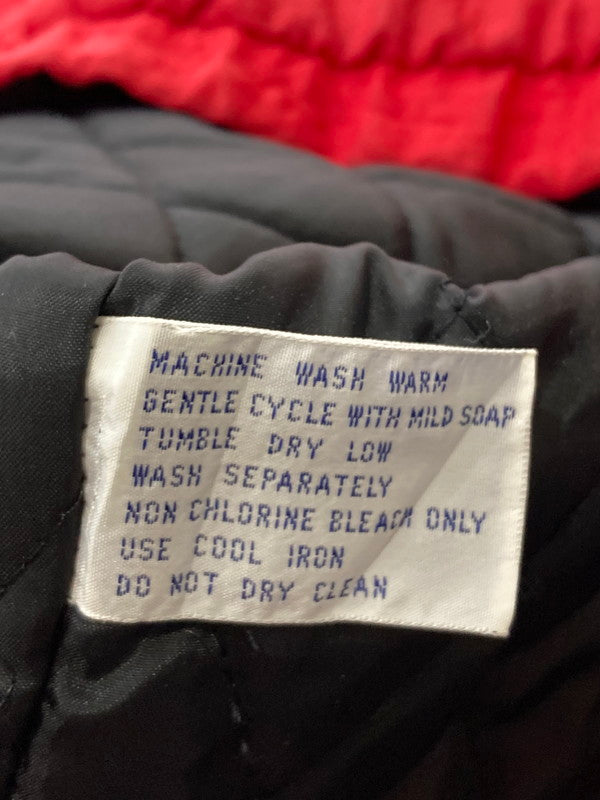 MACHINE WASH WARM
GENTLE CYCLE WITH MILD SOAP
TUMBLE DRY LOW
WASH SEPARATELY
NON CHLORINE BLEACH ONLY
USE COOL IRON
DO NOT DRY CLEAN